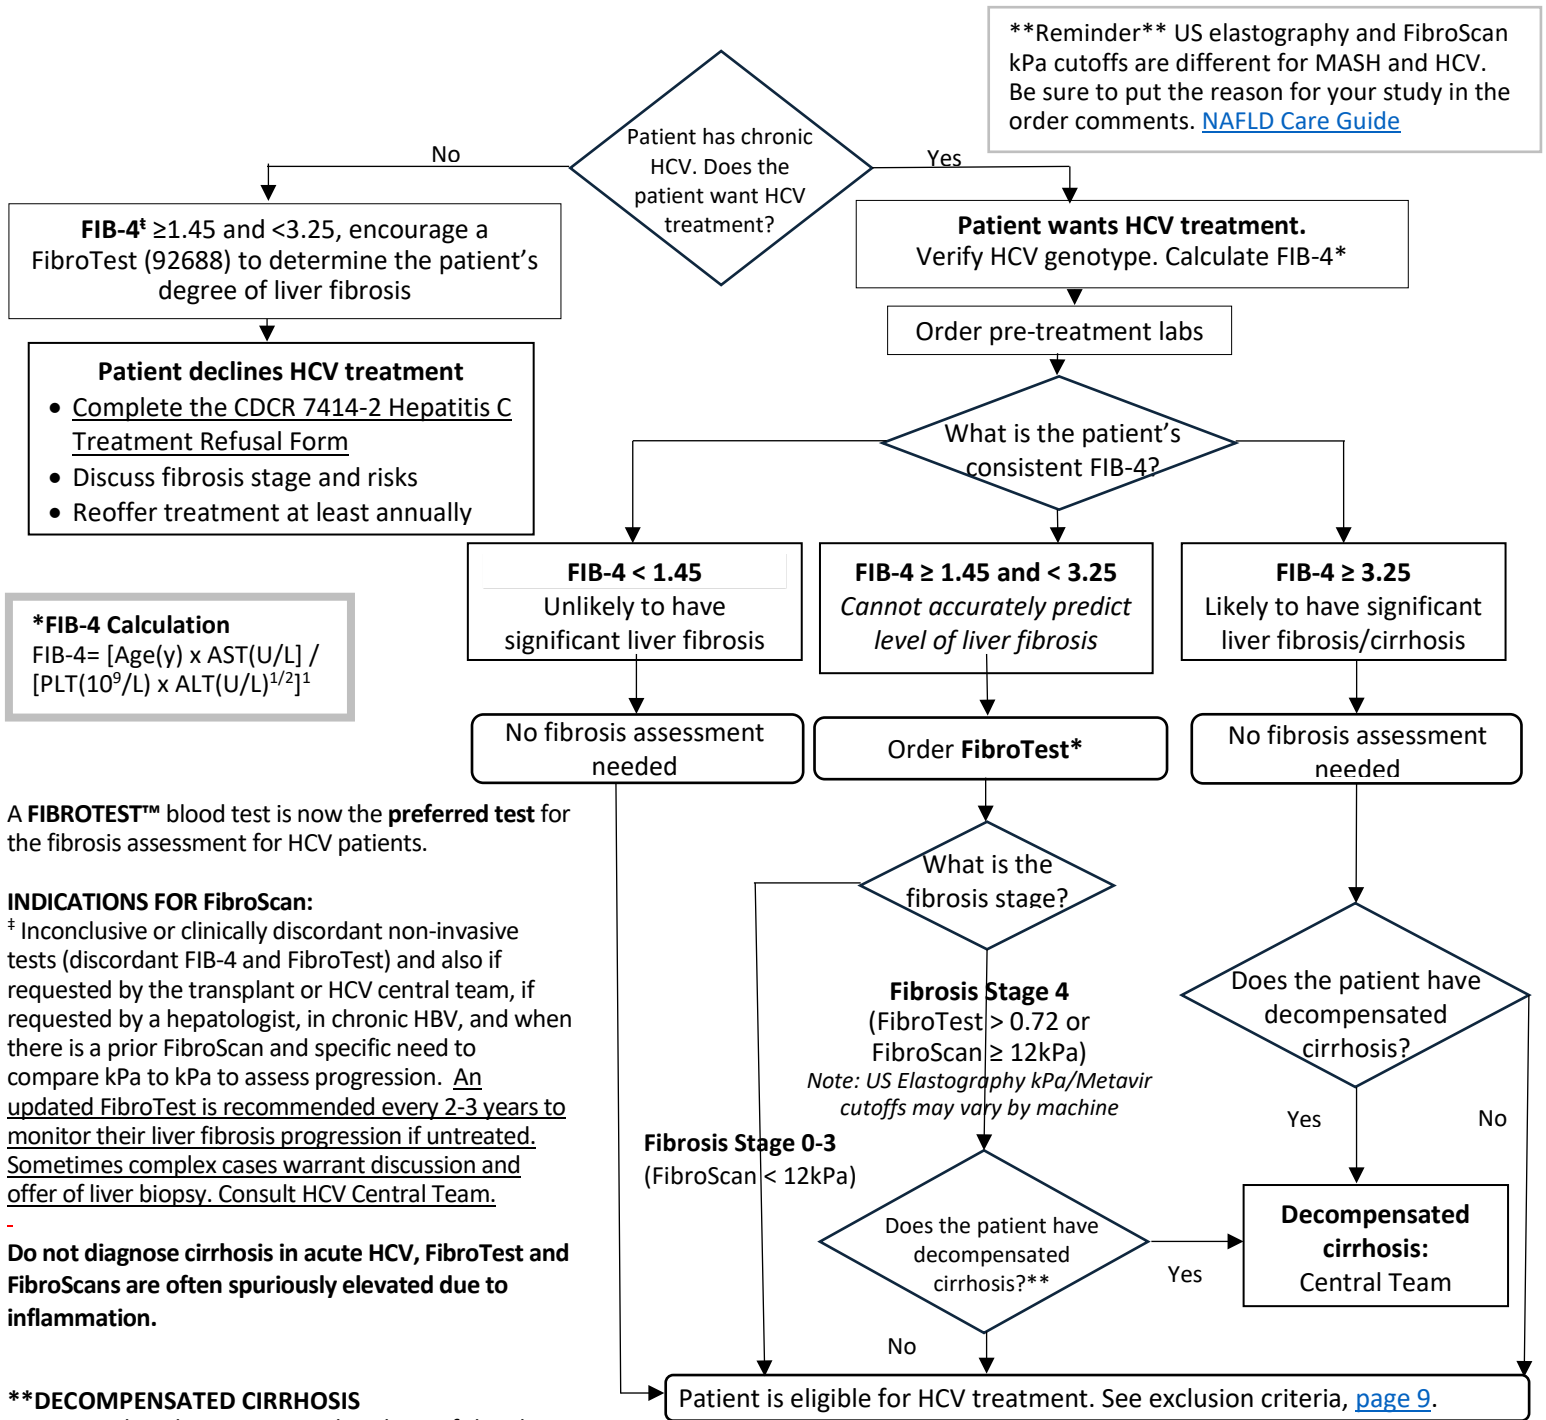 **Reminder** US elastography and FibroScan
kPa cutoffs are different for MASH and HCV.
Be sure to put the reason for your study in the
order comments. NAFLD Care Guide
Patient has chronic
HCV. Does the
patient want HCV
treatment?
No
Yes
FIB-4‡ ≥1.45 and <3.25, encourage a
FibroTest (92688) to determine the patient’s
degree of liver fibrosis
Patient wants HCV treatment.
Verify HCV genotype. Calculate FIB-4*
Order pre-treatment labs
Patient declines HCV treatment
• Complete the CDCR 7414-2 Hepatitis C
Treatment Refusal Form
• Discuss fibrosis stage and risks
• Reoffer treatment at least annually
What is the patient’s
consistent FIB-4?
FIB-4 < 1.45
Unlikely to have
significant liver fibrosis
FIB-4 ≥ 1.45 and < 3.25
Cannot accurately predict
level of liver fibrosis
FIB-4 ≥ 3.25
Likely to have significant
liver fibrosis/cirrhosis
*FIB-4 Calculation
FIB-4= [Age(y) x AST(U/L] /
[PLT(10⁹/L) x ALT(U/L)¹/²]¹
No fibrosis assessment
needed
Order FibroTest*
No fibrosis assessment
needed
A FIBROTEST™ blood test is now the preferred test for
the fibrosis assessment for HCV patients.
INDICATIONS FOR FibroScan:
‡ Inconclusive or clinically discordant non-invasive
tests (discordant FIB-4 and FibroTest) and also if
requested by the transplant or HCV central team, if
requested by a hepatologist, in chronic HBV, and when
there is a prior FibroScan and specific need to
compare kPa to kPa to assess progression. An
updated FibroTest is recommended every 2-3 years to
monitor their liver fibrosis progression if untreated.
Sometimes complex cases warrant discussion and
offer of liver biopsy. Consult HCV Central Team.
Do not diagnose cirrhosis in acute HCV, FibroTest and
FibroScans are often spuriously elevated due to
inflammation.
**DECOMPENSATED CIRRHOSIS
What is the
fibrosis stage?
Fibrosis Stage 4
(FibroTest > 0.72 or
FibroScan ≥ 12kPa)
Note: US Elastography kPa/Metavir
cutoffs may vary by machine
Fibrosis Stage 0-3
(FibroScan < 12kPa)
Does the patient have
decompensated
cirrhosis?
Yes
No
Does the patient have
decompensated
cirrhosis?**
Yes
No
Decompensated
cirrhosis:
Central Team
Patient is eligible for HCV treatment. See exclusion criteria, page 9.